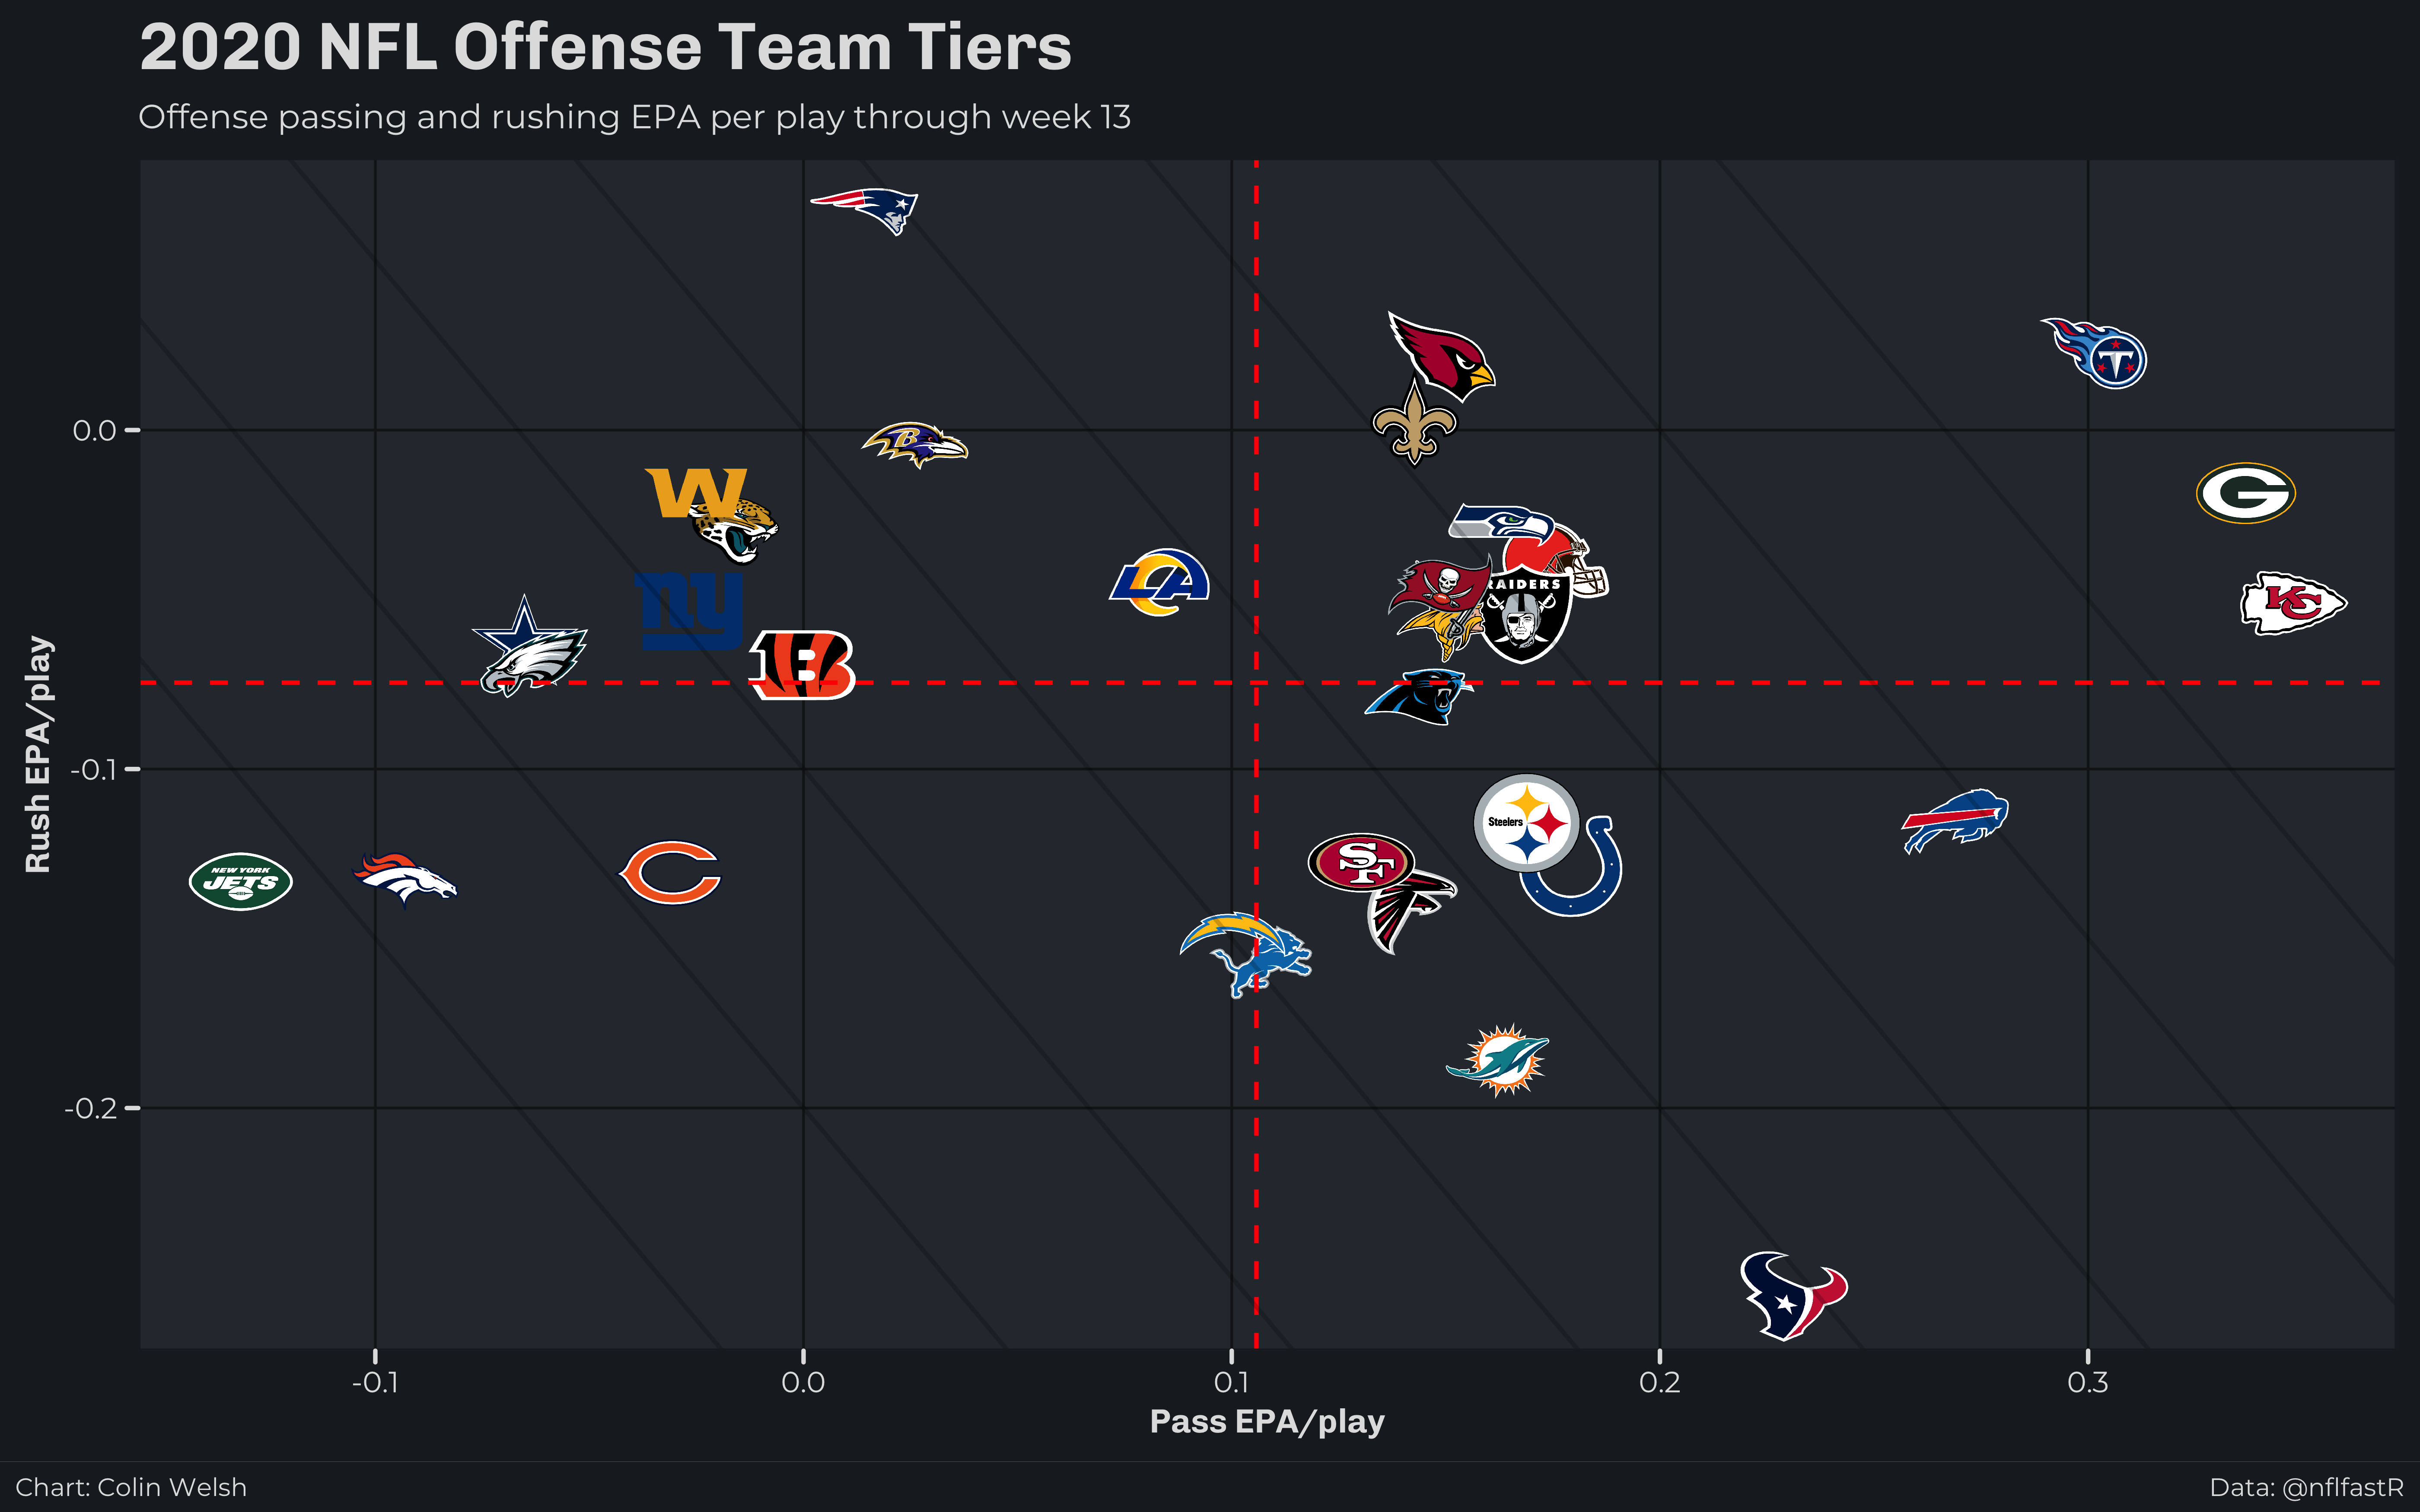 2020 NFL Offense Team Tiers
Offense passing and rushing EPA per play through week 13
Rush EPA/play
0.0
-0.1
-0.2
B
W
ny
B
LA
RAIDERS
T
G
KC
NEW YORK
JETS
C
SF
Steelers
-0.1
0.0
0.1
0.2
0.3
Pass EPA/play
Chart: Colin Welsh
Data: @nflfastR